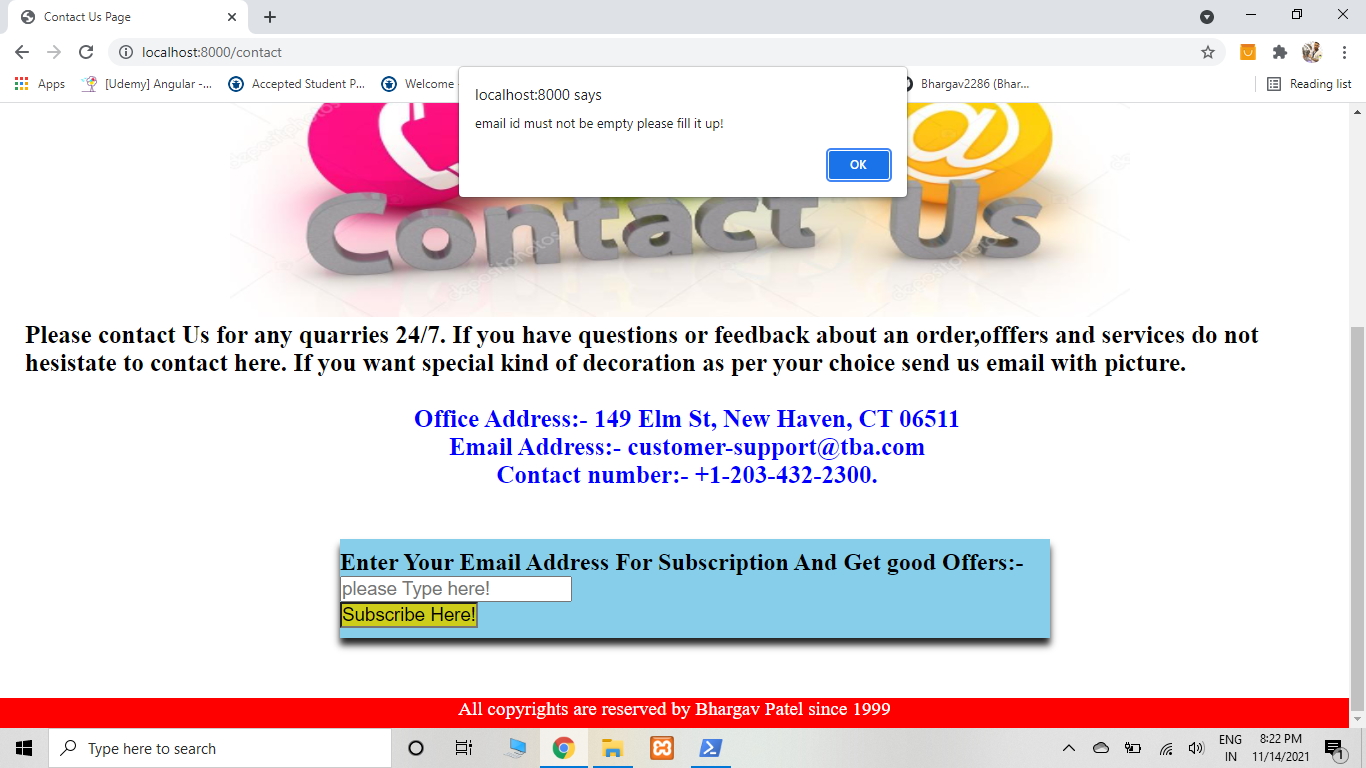 Contact Us Page
localhost:8000/contact
Apps
[Udemy] Angular -...
Accepted Student P...
Welcome
Bhargav2286 (Bhar...
Reading list
localhost:8000 says
email id must not be empty please fill it up!
OK
Contact Us
depositphotos
depositphotos
Please contact Us for any quarries 24/7. If you have questions or feedback about an order,offfers and services do not
hesistate to contact here. If you want special kind of decoration as per your choice send us email with picture.
Office Address:- 149 Elm St, New Haven, CT 06511
Email Address:- customer-support@tba.com
Contact number:- +1-203-432-2300.
Enter Your Email Address For Subscription And Get good Offers:-
please Type here!
Subscribe Here!
All copyrights are reserved by Bhargav Patel since 1999
Type here to search
ENG
IN
8:22 PM
11/14/2021
1